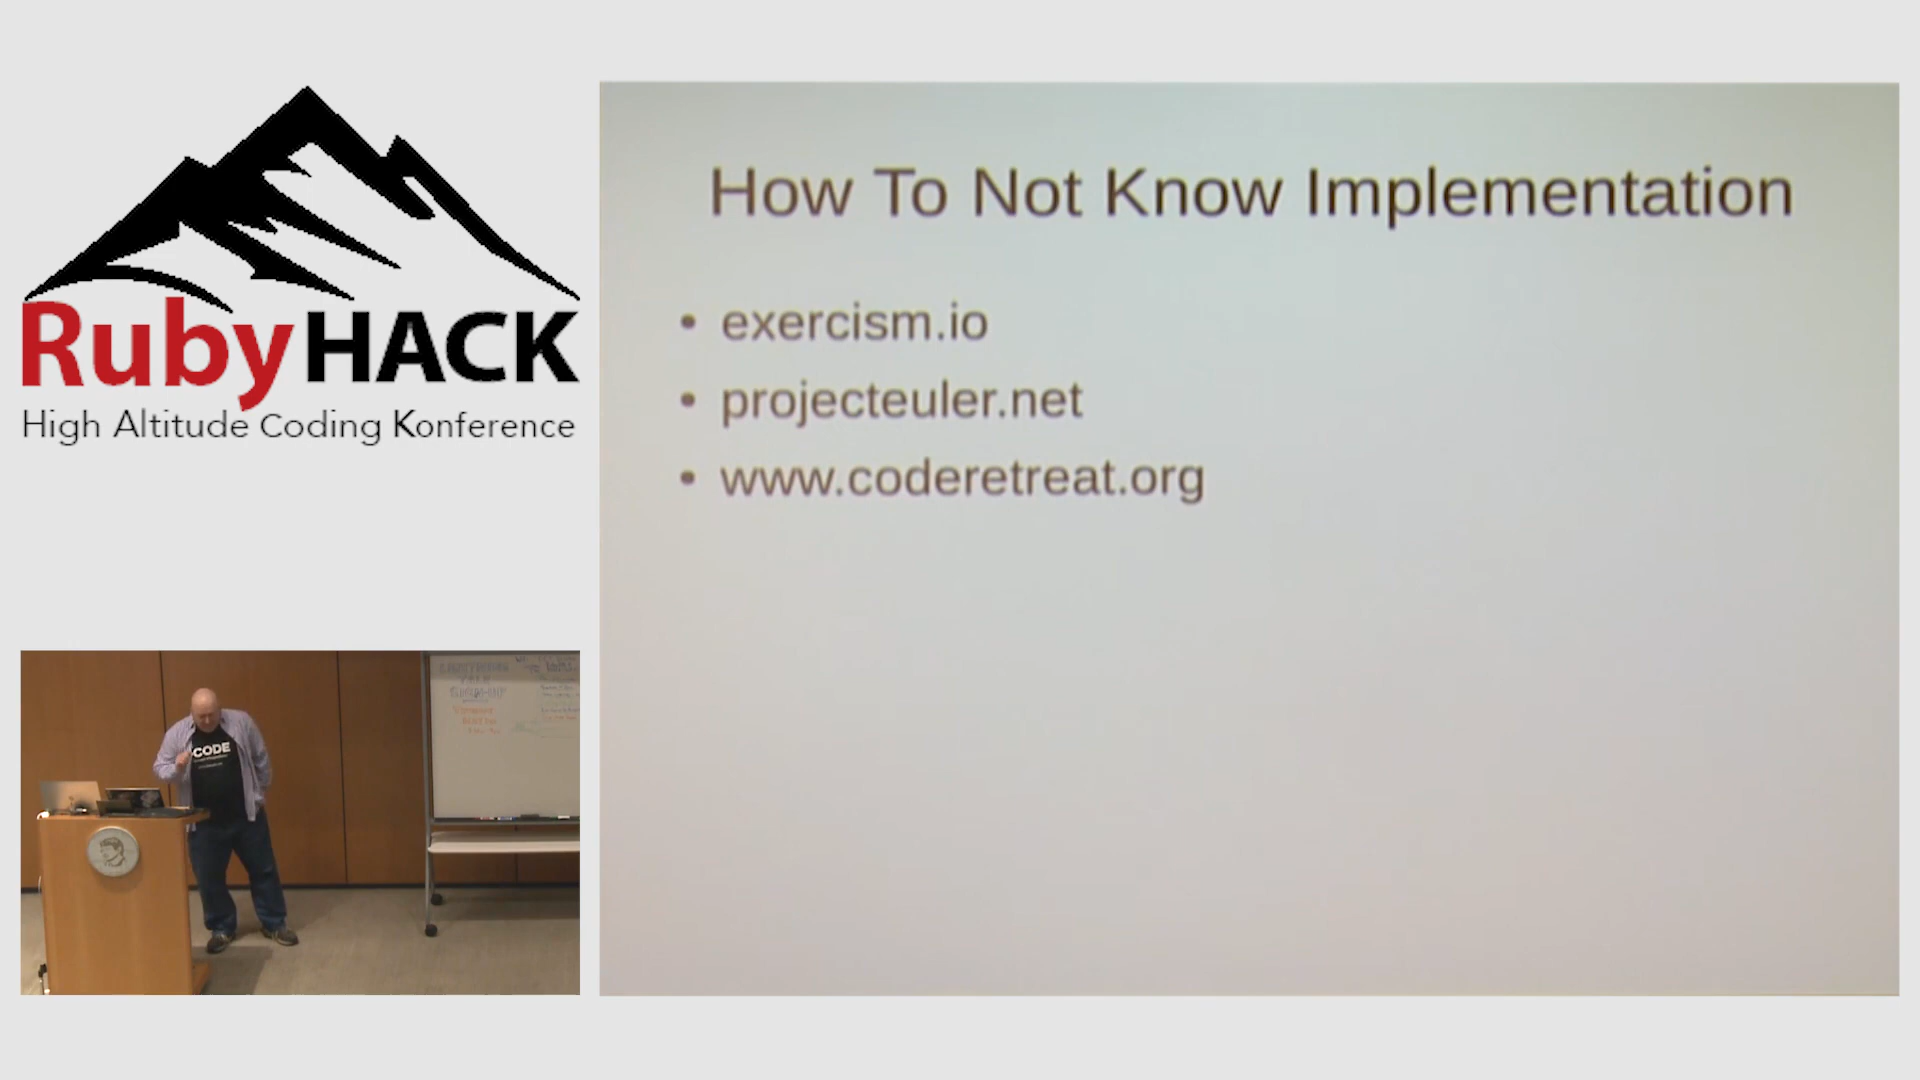 RubyHACK
High Altitude Coding Konference
How To Not Know Implementation
• exercism.io
• projecteuler.net
• www.coderetreat.org
CODE